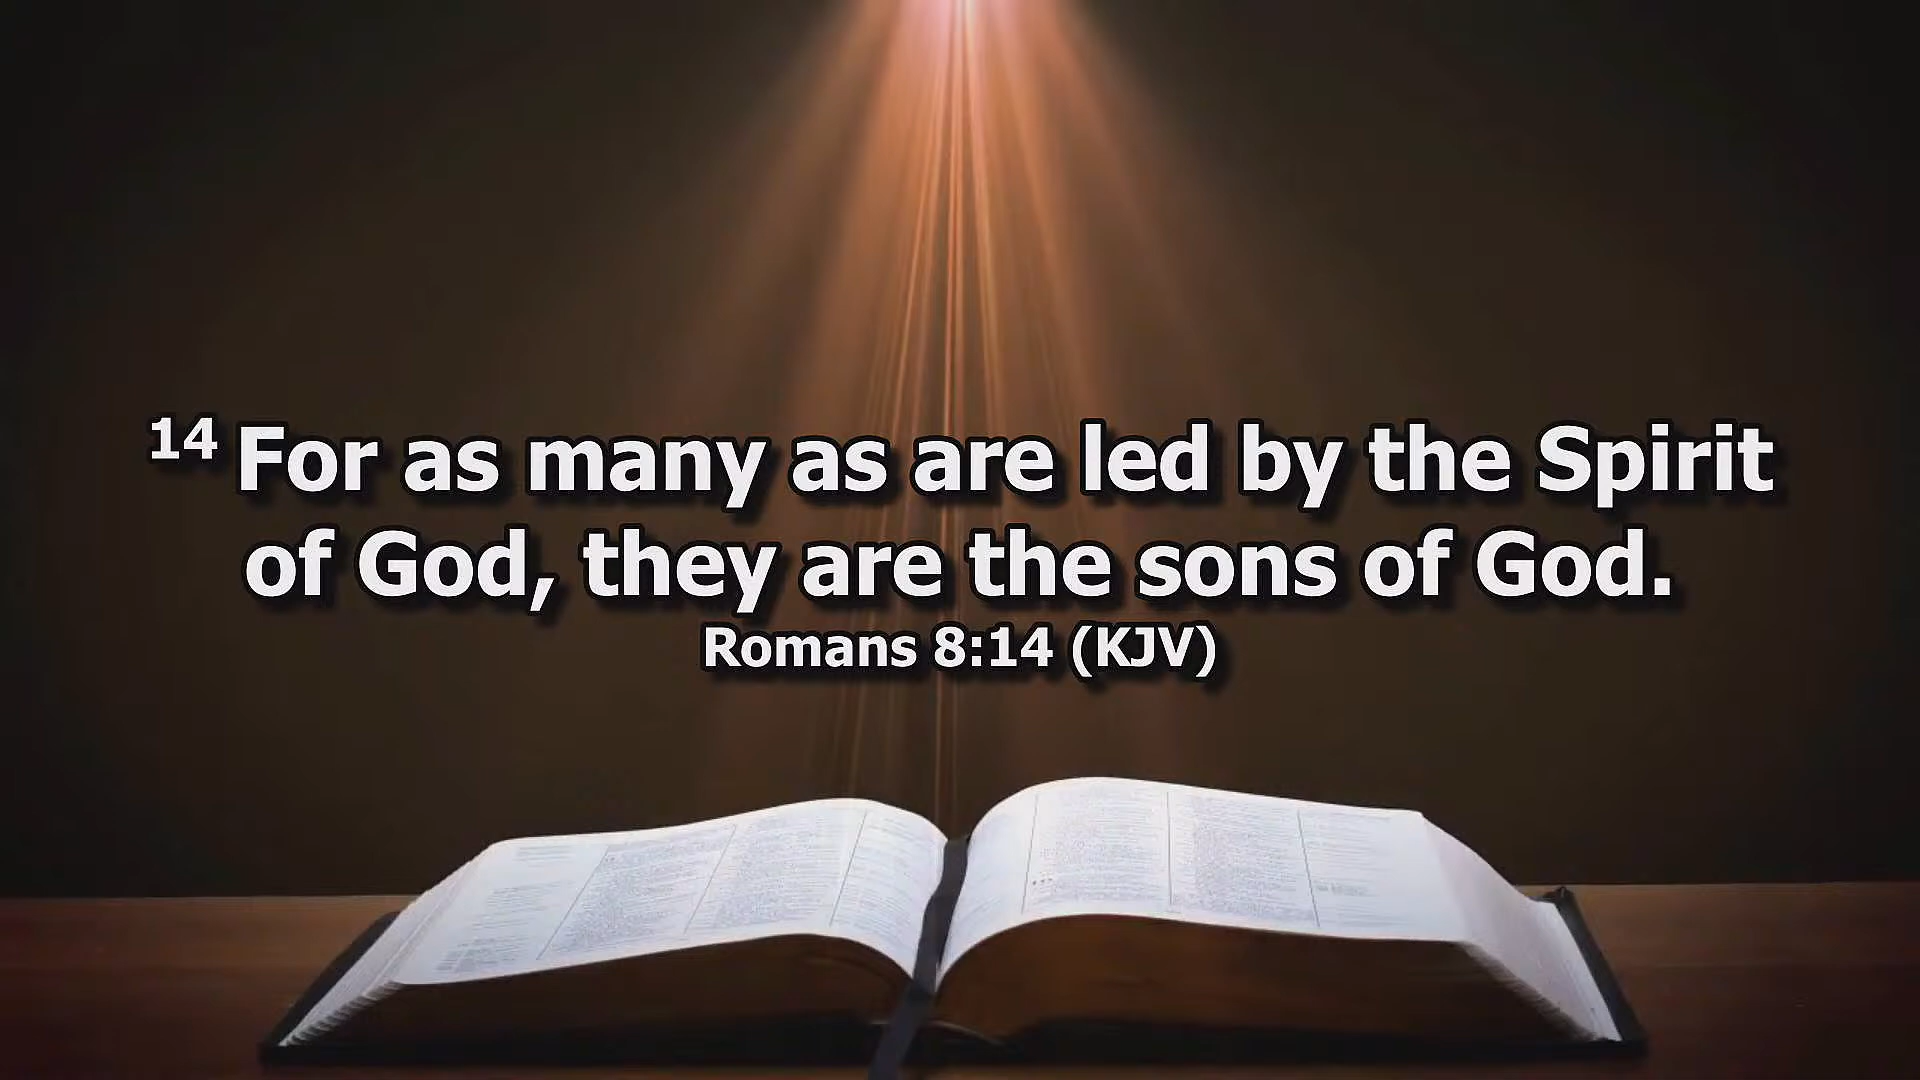 14 For as many as are led by the Spirit
of God, they are the sons of God.
Romans 8:14 (KJV)